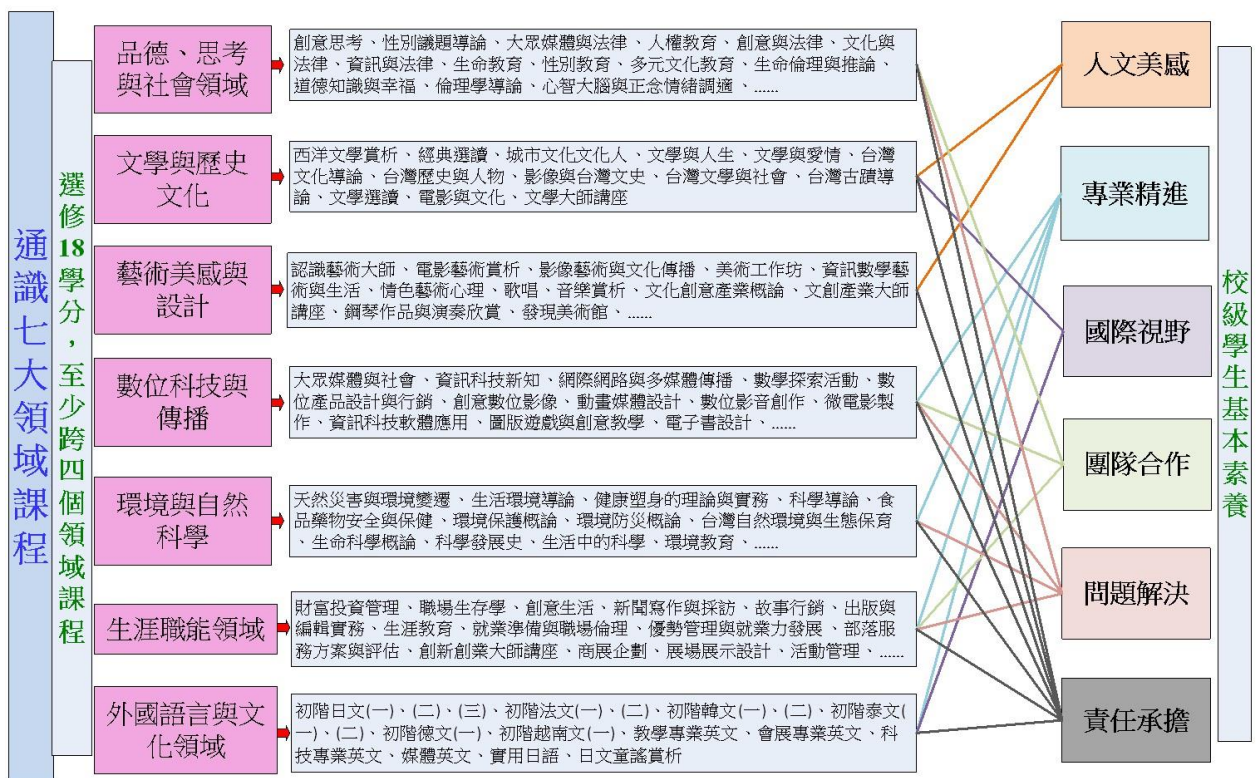 通識七大領域課程
選修18學分，至少跨四個領域課程
品德、思考
與社會領域
創意思考、性別議題導論、大眾媒體與法律、人權教育、創意與法律、文化與
法律、資訊與法律、生命教育、性別教育、多元文化教育、生命倫理與推論、
道德知識與幸福、倫理學導論、心智大腦與正念情緒調適、......
文學與歷史
文化
西洋文學賞析、經典選讀、城市文化文化人、文學與人生、文學與愛情、台灣
文化導論、台灣歷史與人物、影像與台灣文史、台灣文學與社會、台灣古蹟導
論、文學選讀、電影與文化、文學大師講座
藝術美感與
設計
認識藝術大師、電影藝術賞析、影像藝術與文化傳播、美術工作坊、資訊數學藝
術與生活、情色藝術心理、歌唱、音樂賞析、文化創意產業概論、文創產業大師
講座、鋼琴作品與演奏欣賞、發現美術館、......
數位科技與
傳播
大眾媒體與社會、資訊科技新知、網際網路與多媒體傳播、數學探索活動、數
位產品設計與行銷、創意數位影像、動畫媒體設計、數位影音創作、微電影製
作、資訊科技軟體應用、圖版遊戲與創意教學、電子書設計、......
環境與自然
科學
天然災害與環境變遷、生活環境導論、健康塑身的理論與實務、科學導論、食
品藥物安全與保健、環境保護概論、環境防災概論、台灣自然環境與生態保育
、生命科學概論、科學發展史、生活中的科學、環境教育、......
生涯職能領域
財富投資管理、職場生存學、創意生活、新聞寫作與採訪、故事行銷、出版與
編輯實務、生涯教育、就業準備與職場倫理、優勢管理與就業力發展、部落服
務方案與評估、創新創業大師講座、商展企劃、展場展示設計、活動管理、......
外國語言與文
化領域
初階日文(一)、(二)、(三)、初階法文(一)、(二)、初階韓文(一)、(二)、初階泰文(
一)、(二)、初階德文(一)、初階越南文(一)、教學專業英文、會展專業英文、科
技專業英文、媒體英文、實用日語、日文童謠賞析
人文美感
專業精進
國際視野
團隊合作
問題解決
責任承擔
校級學生基本素養